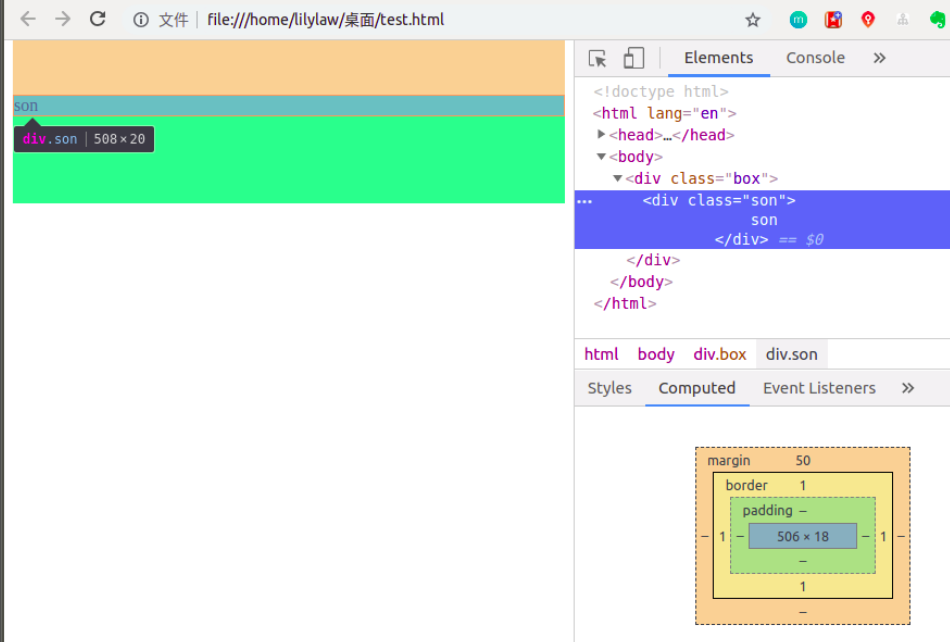 文件 file:///home/lilylaw/桌面/test.html
m
son
div.son 508×20
Elements Console »
<!doctype html>
<html lang="en">
<head>…</head>
<body>
<div class="box">
<div class="son">
son
</div> == $0
</div>
</body>
</html>
html body div.box div.son
Styles Computed Event Listeners »
margin 50
border 1
padding –
– 1 – 506 × 18 – 1 –
–
1
–